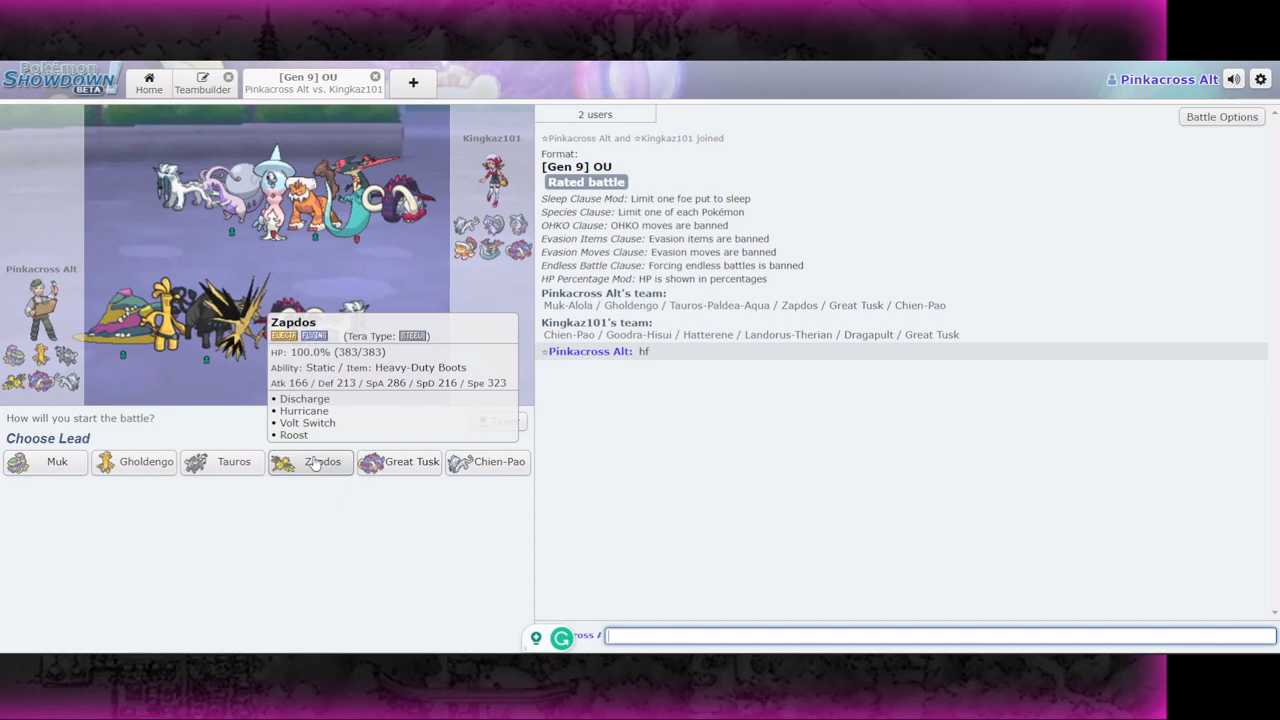 Pokémon
SHOWDOWN
BETA
Home
Teambuilder
[Gen 9] OU
Pinkacross Alt vs. Kingkaz101
+
Pinkacross Alt
Kingkaz101
Pinkacross Alt
Zapdos
ELECTR FLYING (Tera Type: STEEL)
HP: 100.0% (383/383)
Ability: Static / Item: Heavy-Duty Boots
Atk 166 / Def 213 / SpA 286 / SpD 216 / Spe 323
• Discharge
• Hurricane
• Volt Switch
• Roost
How will you start the battle?
Choose Lead
Muk
Gholdengo
Tauros
Zapdos
Great Tusk
Chien-Pao
2 users
Battle Options
☆Pinkacross Alt and ☆Kingkaz101 joined
Format:
[Gen 9] OU
Rated battle
Sleep Clause Mod: Limit one foe put to sleep
Species Clause: Limit one of each Pokémon
OHKO Clause: OHKO moves are banned
Evasion Items Clause: Evasion items are banned
Evasion Moves Clause: Evasion moves are banned
Endless Battle Clause: Forcing endless battles is banned
HP Percentage Mod: HP is shown in percentages
Pinkacross Alt's team:
Muk-Alola / Gholdengo / Tauros-Paldea-Aqua / Zapdos / Great Tusk / Chien-Pao
Kingkaz101's team:
Chien-Pao / Goodra-Hisui / Hatterene / Landorus-Therian / Dragapult / Great Tusk
☆Pinkacross Alt: hf